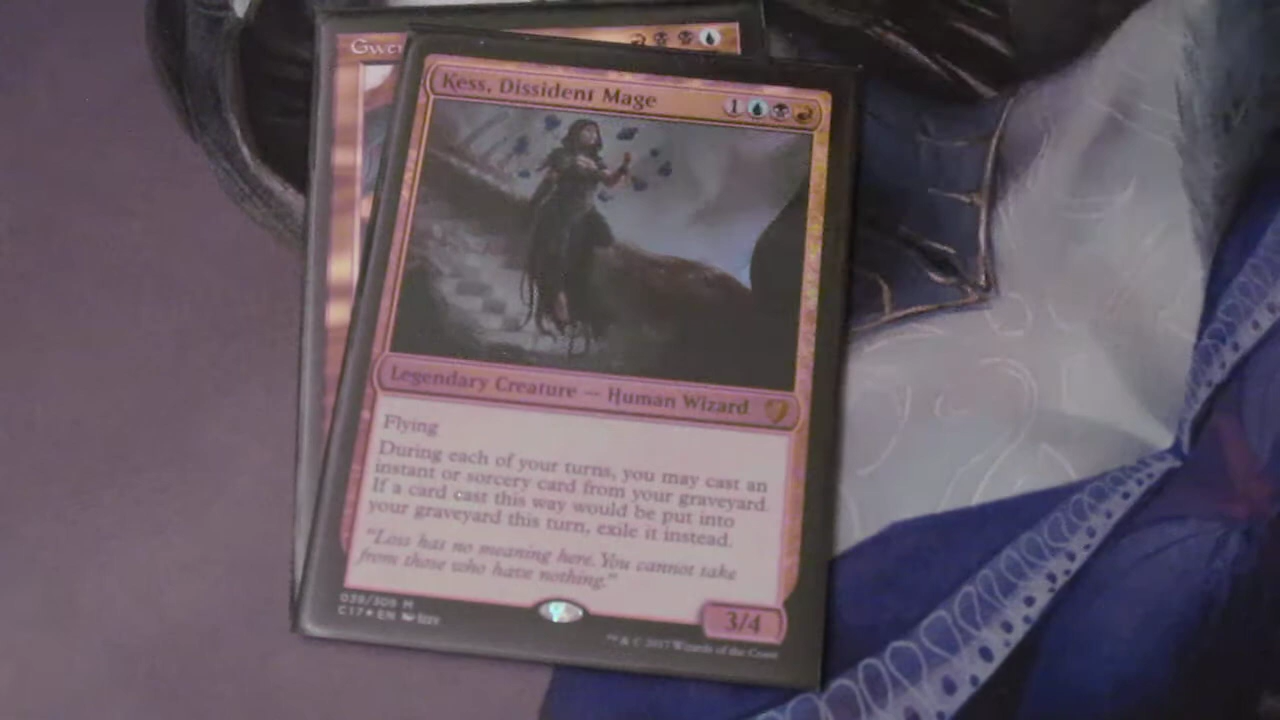 Gwen
Kess, Dissident Mage
1
Legendary Creature — Human Wizard
Flying
During each of your turns, you may cast an
instant or sorcery card from your graveyard.
If a card cast this way would be put into
your graveyard this turn, exile it instead.
"Loss has no meaning here. You cannot take
from those who have nothing."
3/4
C17★EN
™ & © 2017 Wizards of the Coast